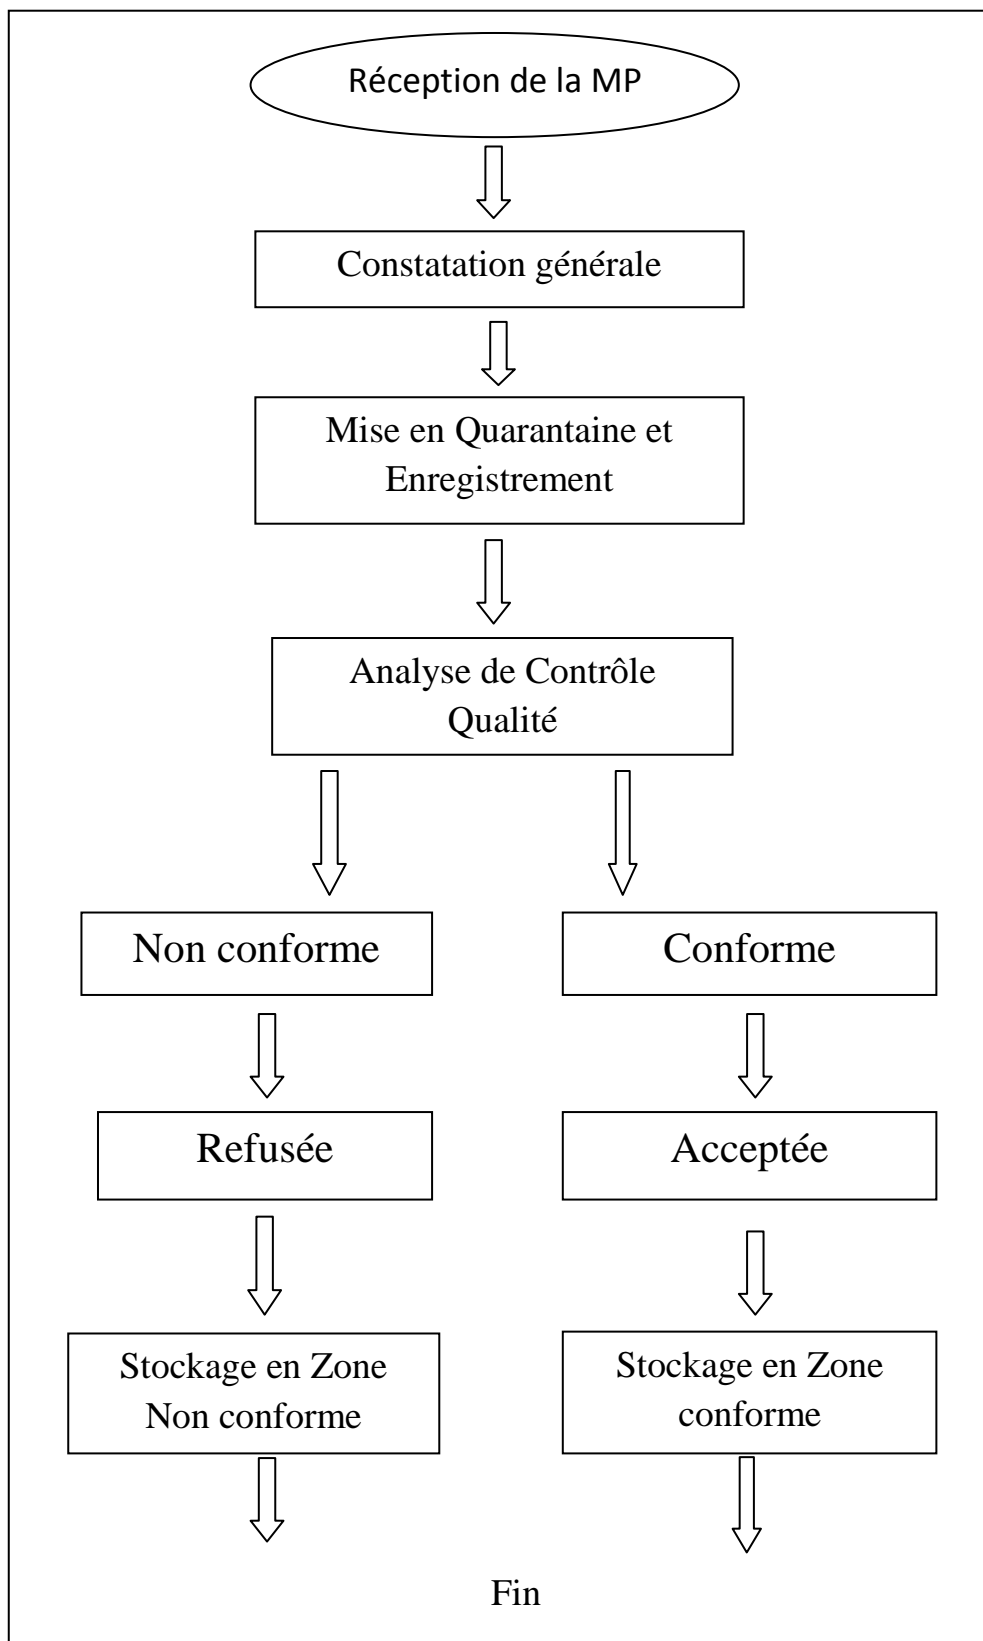 Réception de la MP
Constatation générale
Mise en Quarantaine et
Enregistrement
Analyse de Contrôle
Qualité
Non conforme
Conforme
Refusée
Acceptée
Stockage en Zone
Non conforme
Stockage en Zone
conforme
Fin